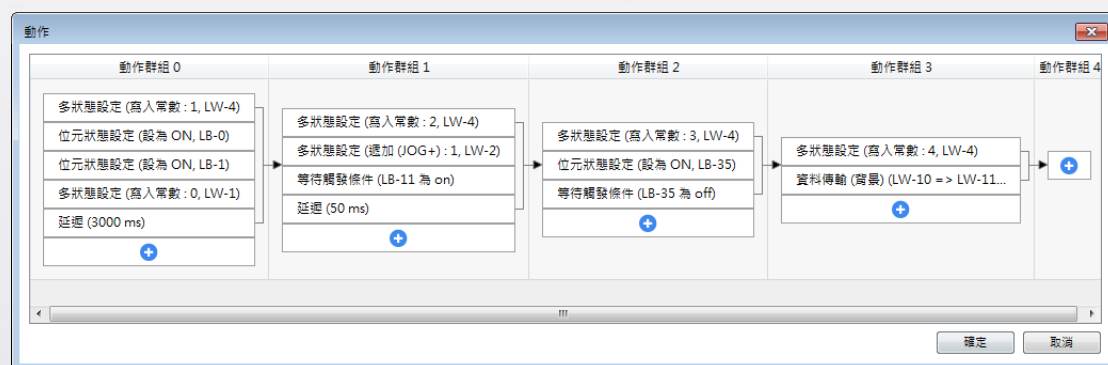 動作
動作群組 0
動作群組 1
動作群組 2
動作群組 3
動作群組 4
多狀態設定 (寫入常數 : 1, LW-4)
位元狀態設定 (設為 ON, LB-0)
位元狀態設定 (設為 ON, LB-1)
多狀態設定 (寫入常數 : 0, LW-1)
延遲 (3000 ms)
多狀態設定 (寫入常數 : 2, LW-4)
多狀態設定 (遞加 (JOG+) : 1, LW-2)
等待觸發條件 (LB-11 為 on)
延遲 (50 ms)
多狀態設定 (寫入常數 : 3, LW-4)
位元狀態設定 (設為 ON, LB-35)
等待觸發條件 (LB-35 為 off)
多狀態設定 (寫入常數 : 4, LW-4)
資料傳輸 (背景) (LW-10 => LW-11...
確定
取消